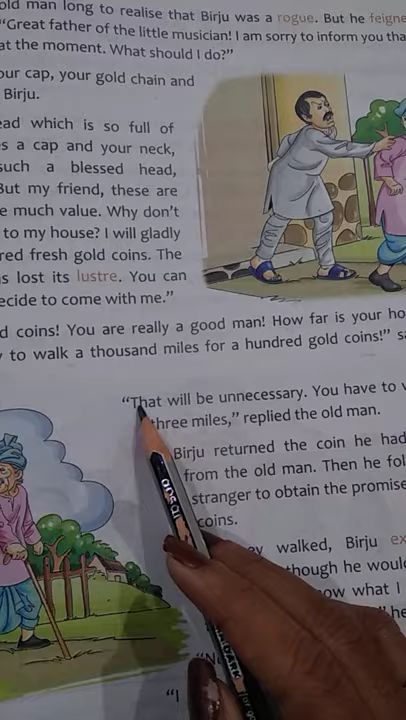 old man long to realise that Birju was a rogue. But he feigne
"Great father of the little musician! I am sorry to inform you tha
at the moment. What should I do?"
our cap, your gold chain and
Birju.
ead which is so full of
s a cap and your neck,
such a blessed head,
But my friend, these are
e much value. Why don't
to my house? I will gladly
red fresh gold coins. The
s lost its lustre. You can
ecide to come with me."
d coins! You are really a good man! How far is your ho
to walk a thousand miles for a hundred gold coins!" sa
"That will be unnecessary. You have to
three miles," replied the old man.
Birju returned the coin he had
from the old man. Then he fol
stranger to obtain the promise
coins.
ey walked, Birju ex
though he woul
ow what I
he
"N
"I